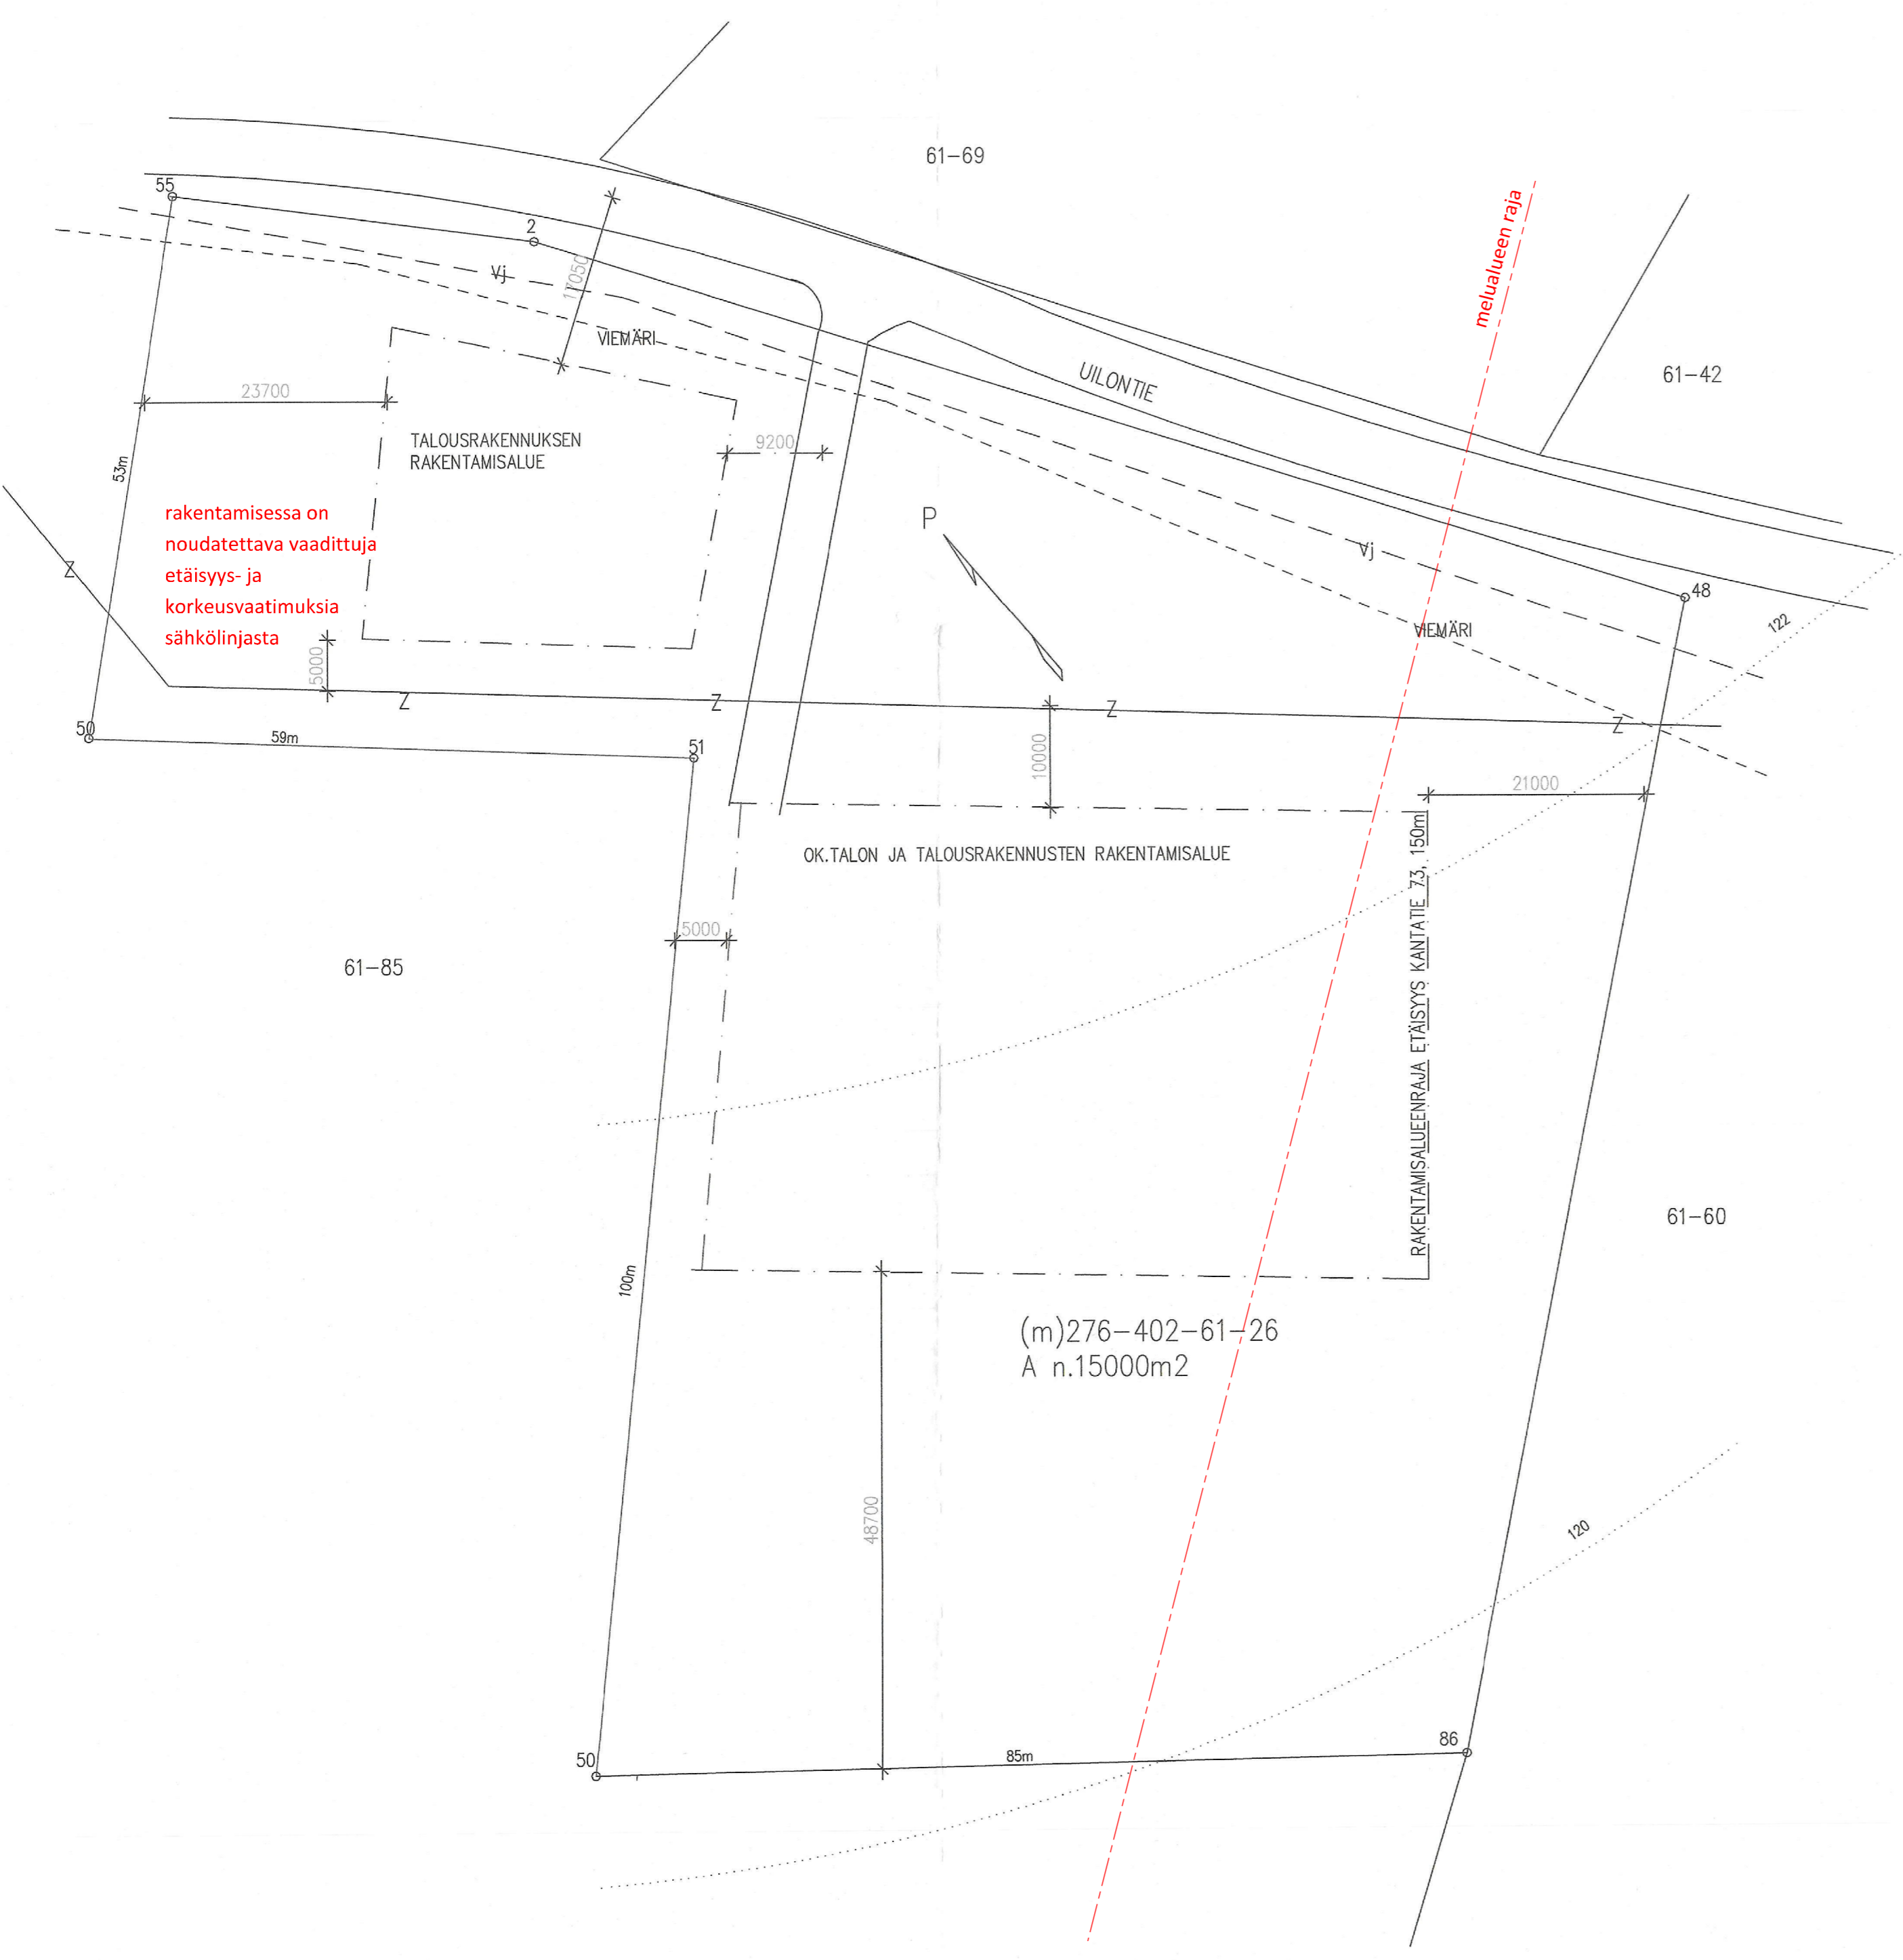 61-69
55
melualueen raja
2
Vj
17050
VIEMÄRI
61-42
UILONTIE
23700
TALOUSRAKENNUKSEN
RAKENTAMISALUE
9200
53m
rakentamisessa on
noudatettava vaadittuja
etäisyys- ja
korkeusvaatimuksia
sähkölinjasta
P
Vj
Z
48
122
VIEMÄRI
5000
Z
Z
Z
Z
50
59m
51
10000
21000
OK.TALON JA TALOUSRAKENNUSTEN RAKENTAMISALUE
RAKENTAMISALUEENRAJA ETÄISYYS KANTATIE 73, 150m
5000
61-85
61-60
100m
(m)276-402-61-26
A n.15000m2
48700
120
50
85m
86